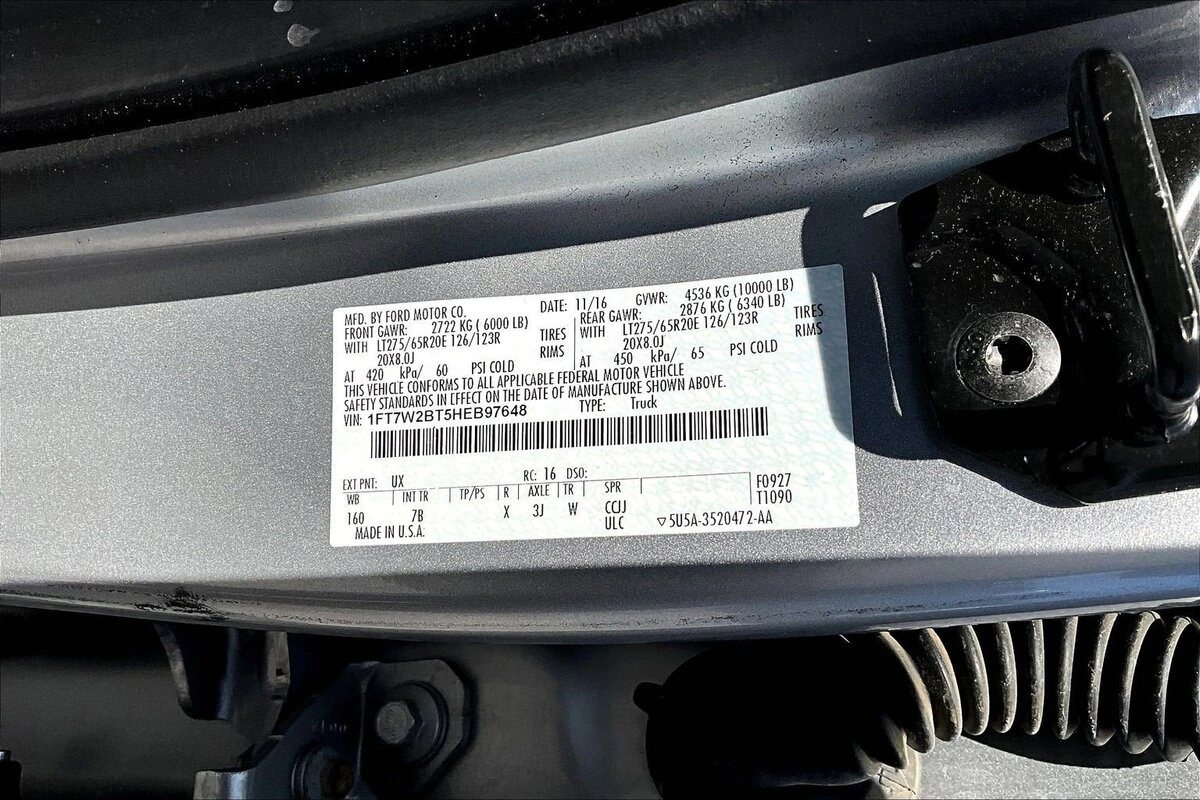 MFD. BY FORD MOTOR CO. DATE: 11/16 GVWR: 4536 KG (10000 LB)
FRONT GAWR: 2722 KG ( 6000 LB) REAR GAWR: 2876 KG ( 6340 LB)
WITH LT275/65R20E 126/123R TIRES WITH LT275/65R20E 126/123R TIRES
20X8.0J RIMS 20X8.0J RIMS
AT 420 kPa/ 60 PSI COLD AT 450 kPa/ 65 PSI COLD
THIS VEHICLE CONFORMS TO ALL APPLICABLE FEDERAL MOTOR VEHICLE
SAFETY STANDARDS IN EFFECT ON THE DATE OF MANUFACTURE SHOWN ABOVE.
VIN: 1FT7W2BT5HEB97648 TYPE: Truck
EXT PNT: UX RC: 16 DSO: F0927
WB INT TR TP/PS R AXLE TR SPR T1090
160 7B X 3J W CCJJ
MADE IN U.S.A. ULC ▽5U5A-3520472-AA